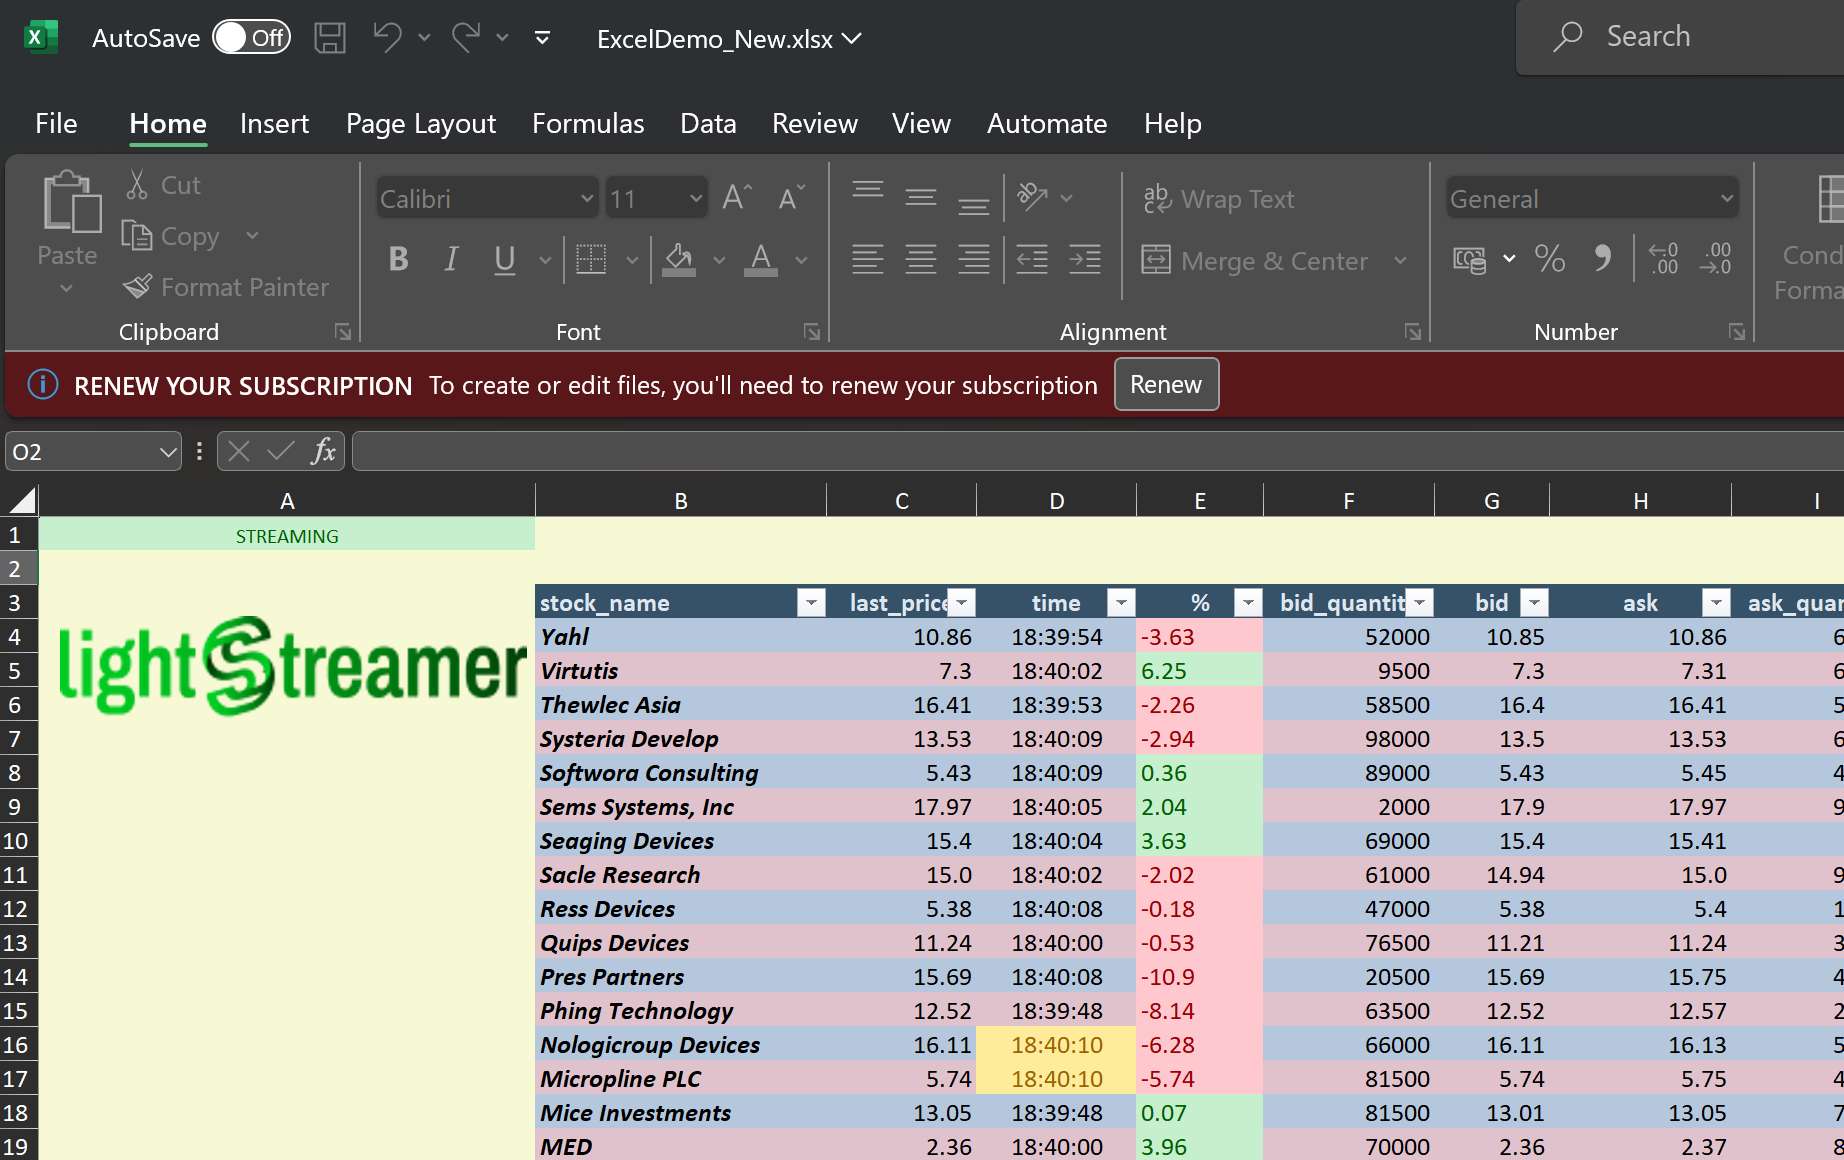 AutoSave Off ExcelDemo_New.xlsx Search
File Home Insert Page Layout Formulas Data Review View Automate Help
Paste
Cut
Copy
Format Painter
Clipboard
Calibri 11
B I U A
Font
Wrap Text
Merge & Center
Alignment
General
Number
Cond
Forma
RENEW YOUR SUBSCRIPTION To create or edit files, you'll need to renew your subscription Renew
O2 fx
A B C D E F G H I
1 STREAMING
2
3 stock_name last_price time % bid_quantit bid ask ask_quan
lightStreamer
4 Yahl 10.86 18:39:54 -3.63 52000 10.85 10.86 6
5 Virtutis 7.3 18:40:02 6.25 9500 7.3 7.31 6
6 Thewlec Asia 16.41 18:39:53 -2.26 58500 16.4 16.41 5
7 Systeria Develop 13.53 18:40:09 -2.94 98000 13.5 13.53 6
8 Softwora Consulting 5.43 18:40:09 0.36 89000 5.43 5.45 4
9 Sems Systems, Inc 17.97 18:40:05 2.04 2000 17.9 17.97 9
10 Seaging Devices 15.4 18:40:04 3.63 69000 15.4 15.41
11 Sacle Research 15.0 18:40:02 -2.02 61000 14.94 15.0 9
12 Ress Devices 5.38 18:40:08 -0.18 47000 5.38 5.4 1
13 Quips Devices 11.24 18:40:00 -0.53 76500 11.21 11.24 3
14 Pres Partners 15.69 18:40:08 -10.9 20500 15.69 15.75 4
15 Phing Technology 12.52 18:39:48 -8.14 63500 12.52 12.57 2
16 Nologicroup Devices 16.11 18:40:10 -6.28 66000 16.11 16.13 5
17 Micropline PLC 5.74 18:40:10 -5.74 81500 5.74 5.75 4
18 Mice Investments 13.05 18:39:48 0.07 81500 13.01 13.05 7
19 MED 2.36 18:40:00 3.96 70000 2.36 2.37 8